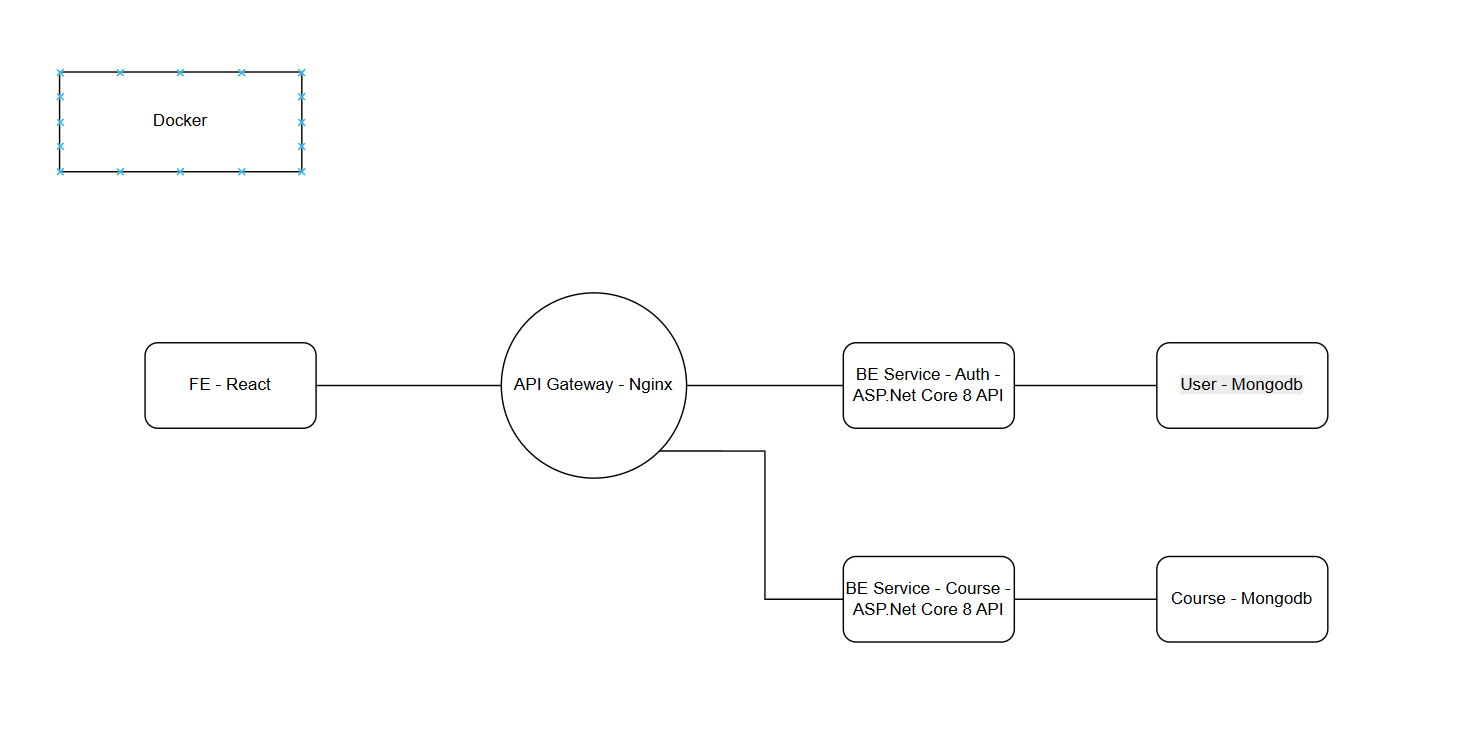 Docker
FE - React
API Gateway - Nginx
BE Service - Auth -
ASP.Net Core 8 API
User - Mongodb
BE Service - Course -
ASP.Net Core 8 API
Course - Mongodb